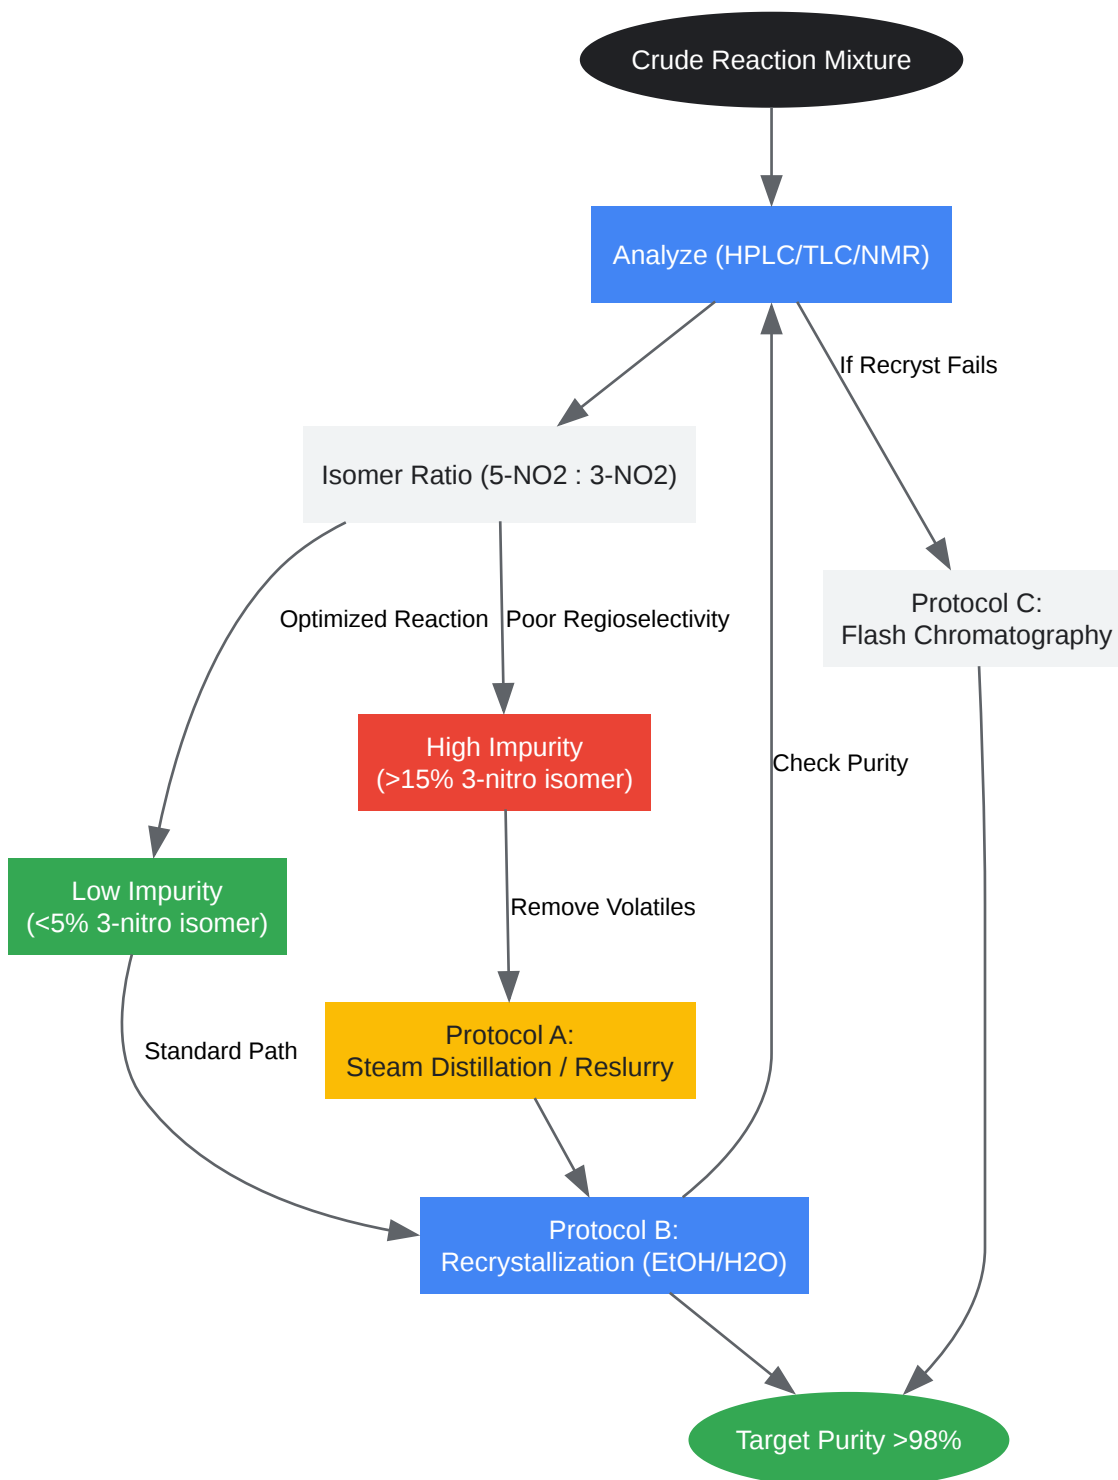 Crude Reaction Mixture
Analyze (HPLC/TLC/NMR)
If Recryst Fails
Isomer Ratio (5-NO2 : 3-NO2)
Protocol C:
Flash Chromatography
Optimized Reaction
Poor Regioselectivity
High Impurity
(>15% 3-nitro isomer)
Check Purity
Low Impurity
(<5% 3-nitro isomer)
Remove Volatiles
Protocol A:
Steam Distillation / Reslurry
Standard Path
Protocol B:
Recrystallization (EtOH/H2O)
Target Purity >98%